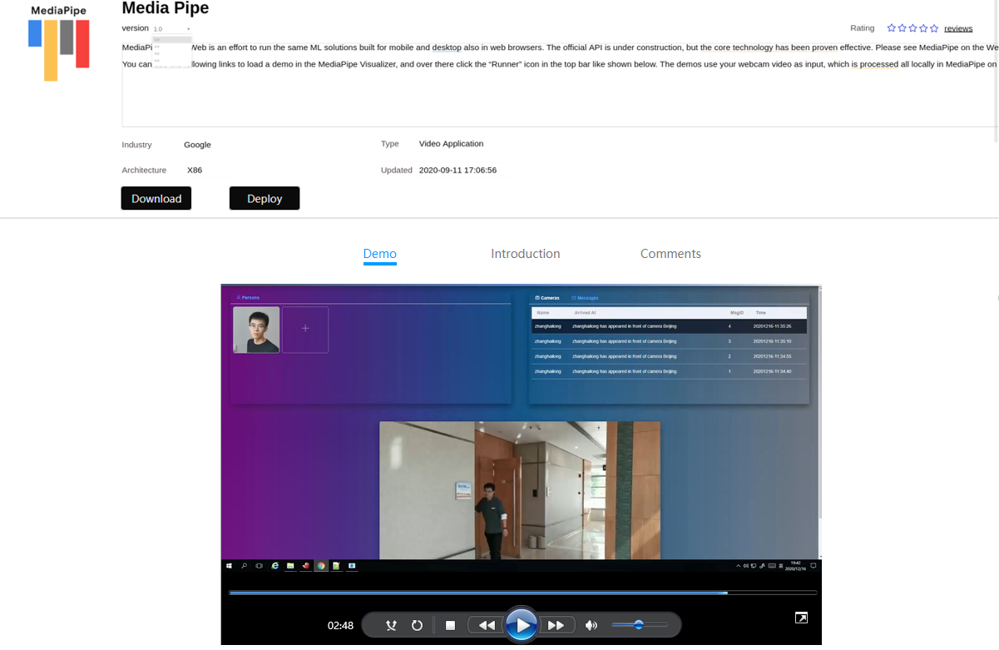 MediaPipe
Media Pipe
version 1.0
Rating reviews
MediaPi Web is an effort to run the same ML solutions built for mobile and desktop also in web browsers. The official API is under construction, but the core technology has been proven effective. Please see MediaPipe on the We
You can llowing links to load a demo in the MediaPipe Visualizer, and over there click the “Runner” icon in the top bar like shown below. The demos use your webcam video as input, which is processed all locally in MediaPipe on
Industry Google Type Video Application
Architecture X86 Updated 2020-09-11 17:06:56
Download Deploy
Demo Introduction Comments
Persons
Cameras Messages
Name Arrived At MsgID Time
zhanghailong zhanghailong has appeared in front of camera Beijing 4 20201216-11:35:26
zhanghailong zhanghailong has appeared in front of camera Beijing 3 20201216-11:35:10
zhanghailong zhanghailong has appeared in front of camera Beijing 2 20201216-11:34:55
zhanghailong zhanghailong has appeared in front of camera Beijing 1 20201216-11:34:40
19:42
2020/12/16
02:48